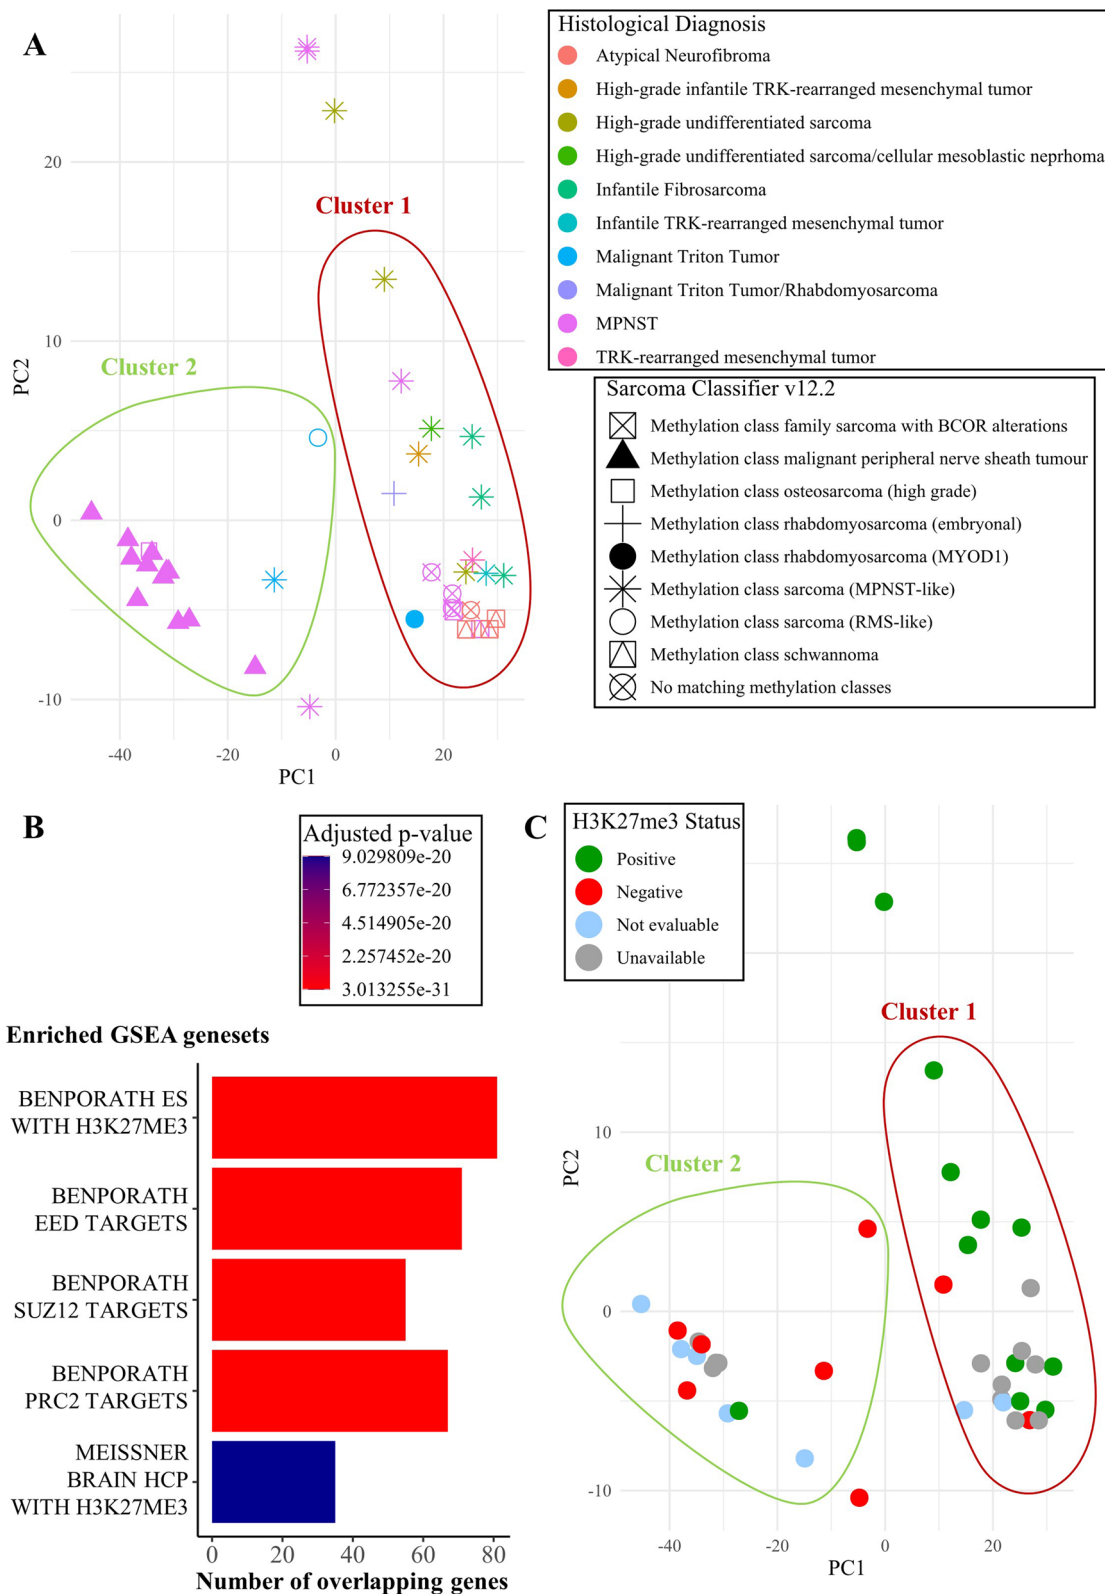 A
Histological Diagnosis
Atypical Neurofibroma
High-grade infantile TRK-rearranged mesenchymal tumor
High-grade undifferentiated sarcoma
High-grade undifferentiated sarcoma/cellular mesoblastic neprhoma
Infantile Fibrosarcoma
Infantile TRK-rearranged mesenchymal tumor
Malignant Triton Tumor
Malignant Triton Tumor/Rhabdomyosarcoma
MPNST
TRK-rearranged mesenchymal tumor
Sarcoma Classifier v12.2
Methylation class family sarcoma with BCOR alterations
Methylation class malignant peripheral nerve sheath tumour
Methylation class osteosarcoma (high grade)
Methylation class rhabdomyosarcoma (embryonal)
Methylation class rhabdomyosarcoma (MYOD1)
Methylation class sarcoma (MPNST-like)
Methylation class sarcoma (RMS-like)
Methylation class schwannoma
No matching methylation classes
Cluster 1
Cluster 2
PC2
20
10
0
-10
-40
-20
0
20
PC1
B
Adjusted p-value
9.029809e-20
6.772357e-20
4.514905e-20
2.257452e-20
3.013255e-31
Enriched GSEA genesets
BENPORATH ES
WITH H3K27ME3
BENPORATH
EED TARGETS
BENPORATH
SUZ12 TARGETS
BENPORATH
PRC2 TARGETS
MEISSNER
BRAIN HCP
WITH H3K27ME3
0
20
40
60
80
Number of overlapping genes
C
H3K27me3 Status
Positive
Negative
Not evaluable
Unavailable
Cluster 1
Cluster 2
PC2
10
0
-10
-40
-20
0
20
PC1